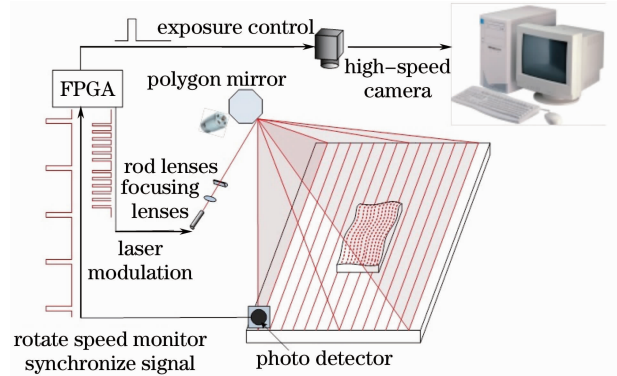 exposure control
FPGA
polygon mirror
high-speed
camera
rod lenses
focusing
lenses
laser
modulation
rotate speed monitor
synchronize signal
photo detector